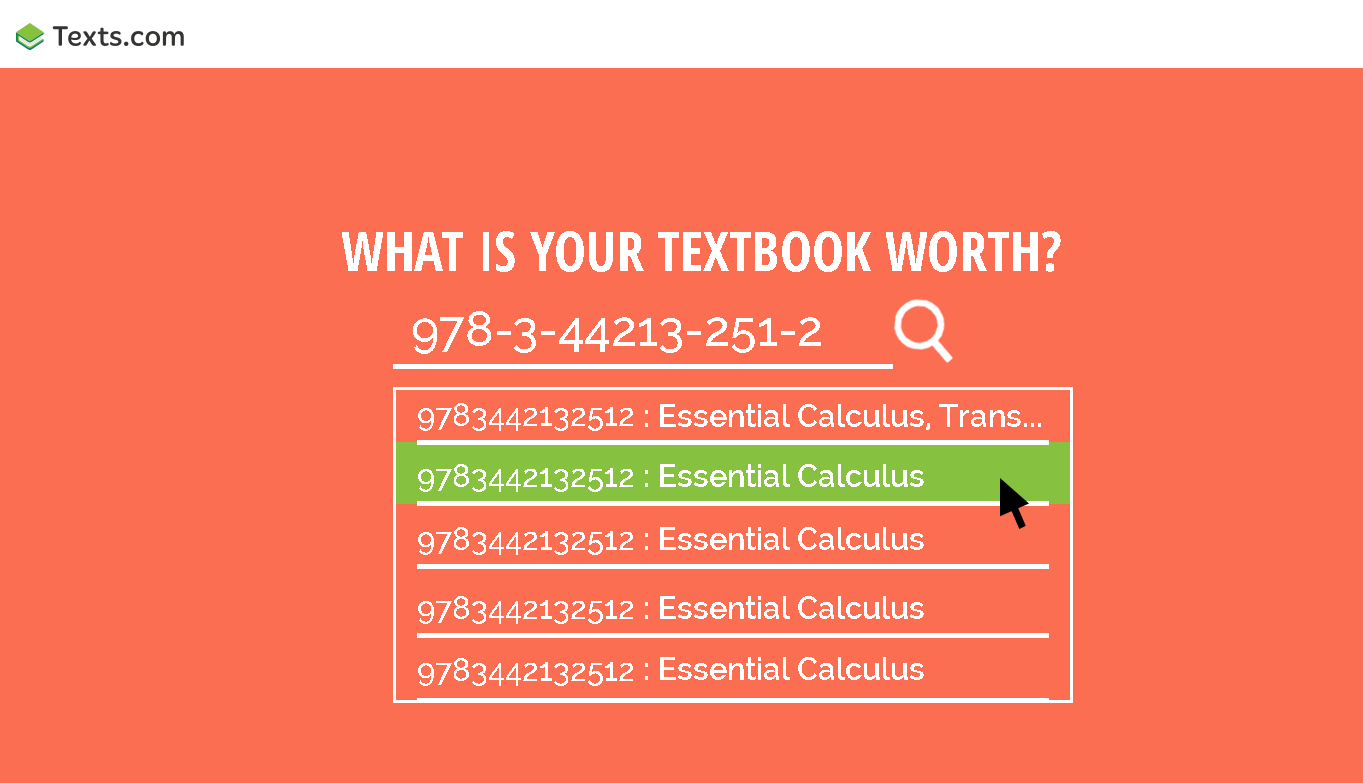 Texts.com
WHAT IS YOUR TEXTBOOK WORTH?
978-3-44213-251-2
9783442132512 : Essential Calculus, Trans...
9783442132512 : Essential Calculus
9783442132512 : Essential Calculus
9783442132512 : Essential Calculus
9783442132512 : Essential Calculus